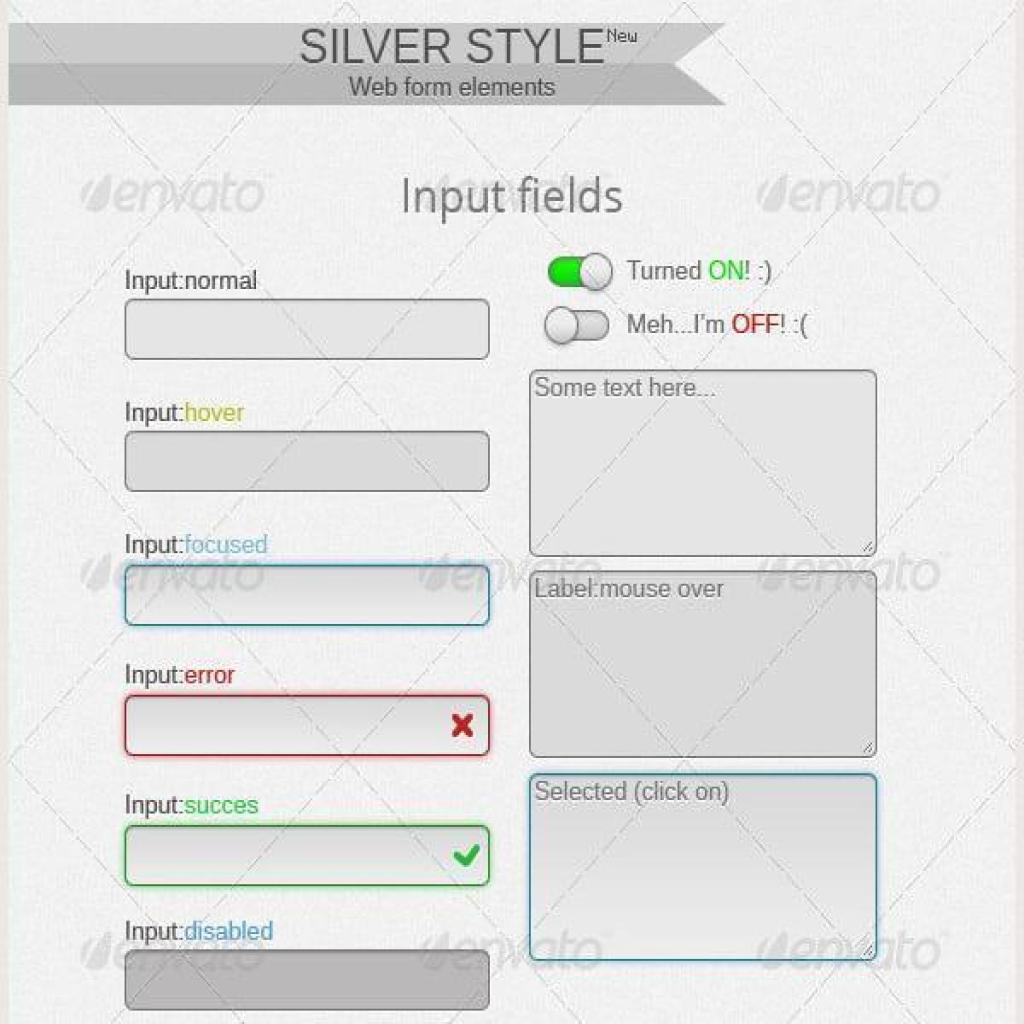 SILVER STYLE New
Web form elements
Input fields
Input:normal
Input:hover
Input:focused
Input:error
Input:succes
Input:disabled
Turned ON! :)
Meh...I'm OFF! :(
Some text here...
Label:mouse over
Selected (click on)
envato
envato
envato
envato
envato
envato
envato
envato
envato